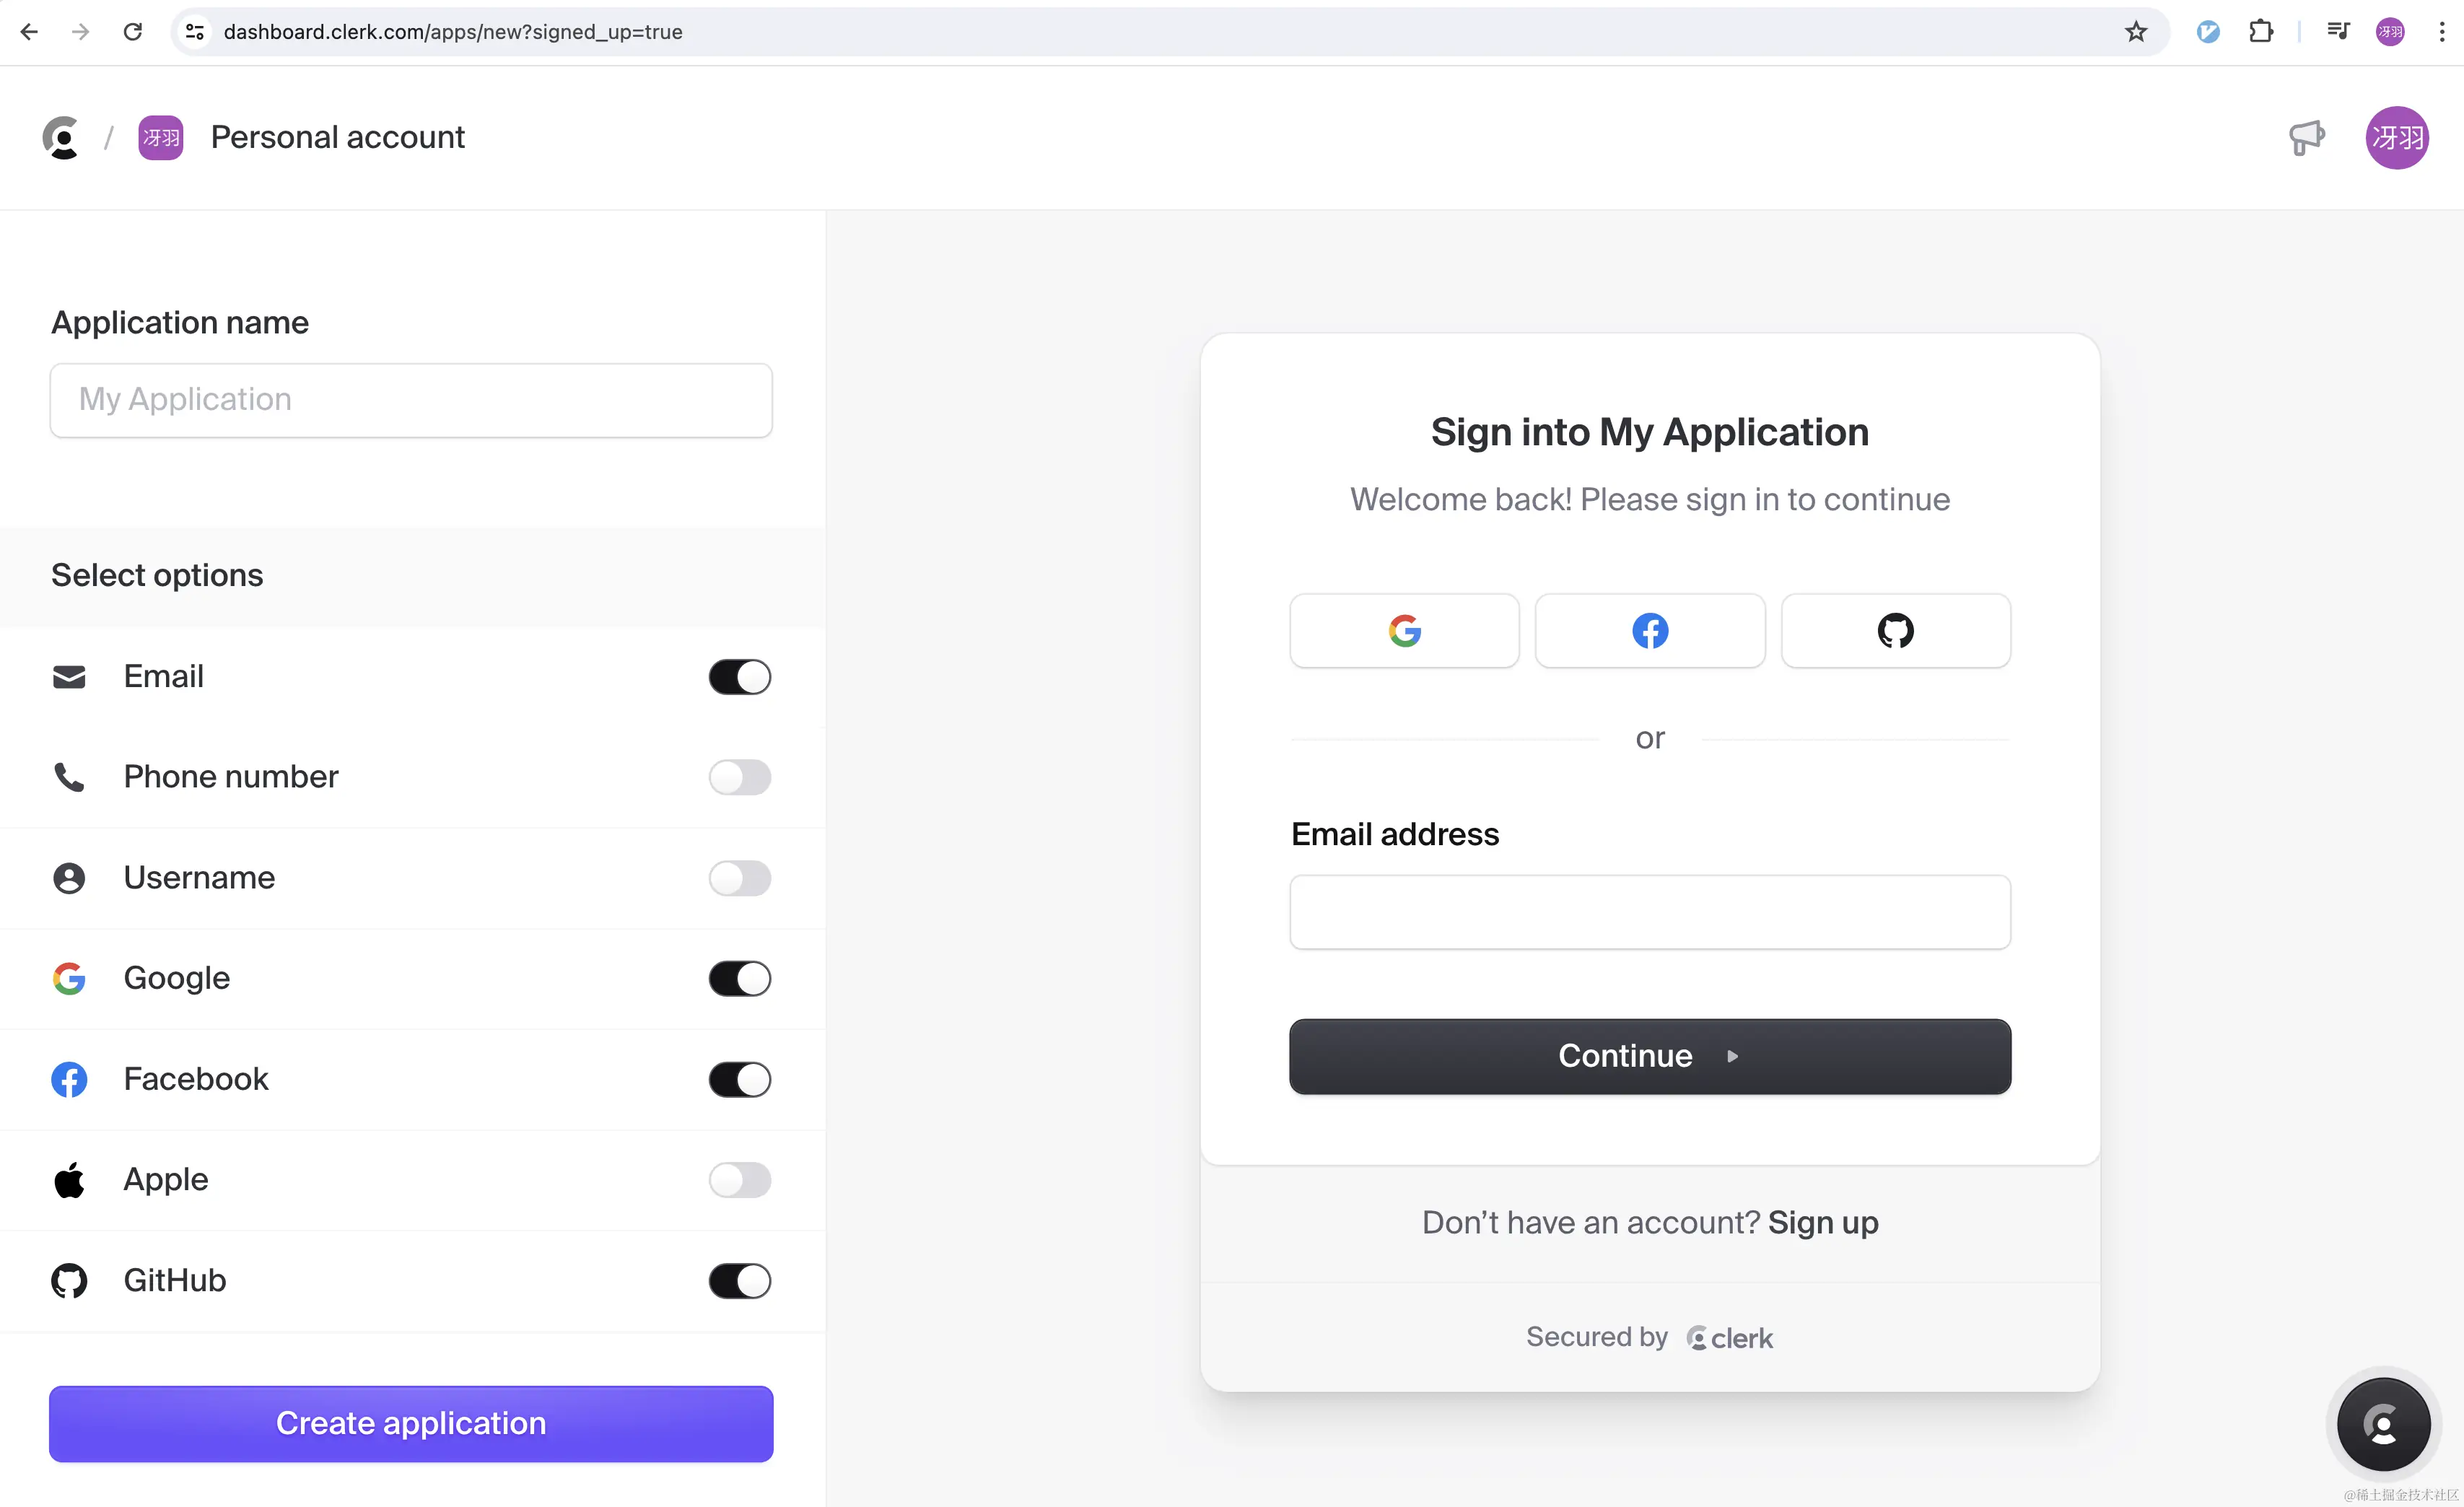 dashboard.clerk.com/apps/new?signed_up=true
冴羽
/ 冴羽 Personal account
冴羽
Application name
My Application
Select options
Email
Phone number
Username
Google
Facebook
Apple
GitHub
Create application
Sign into My Application
Welcome back! Please sign in to continue
or
Email address
Continue
Don’t have an account? Sign up
Secured by clerk
@稀土掘金技术社区